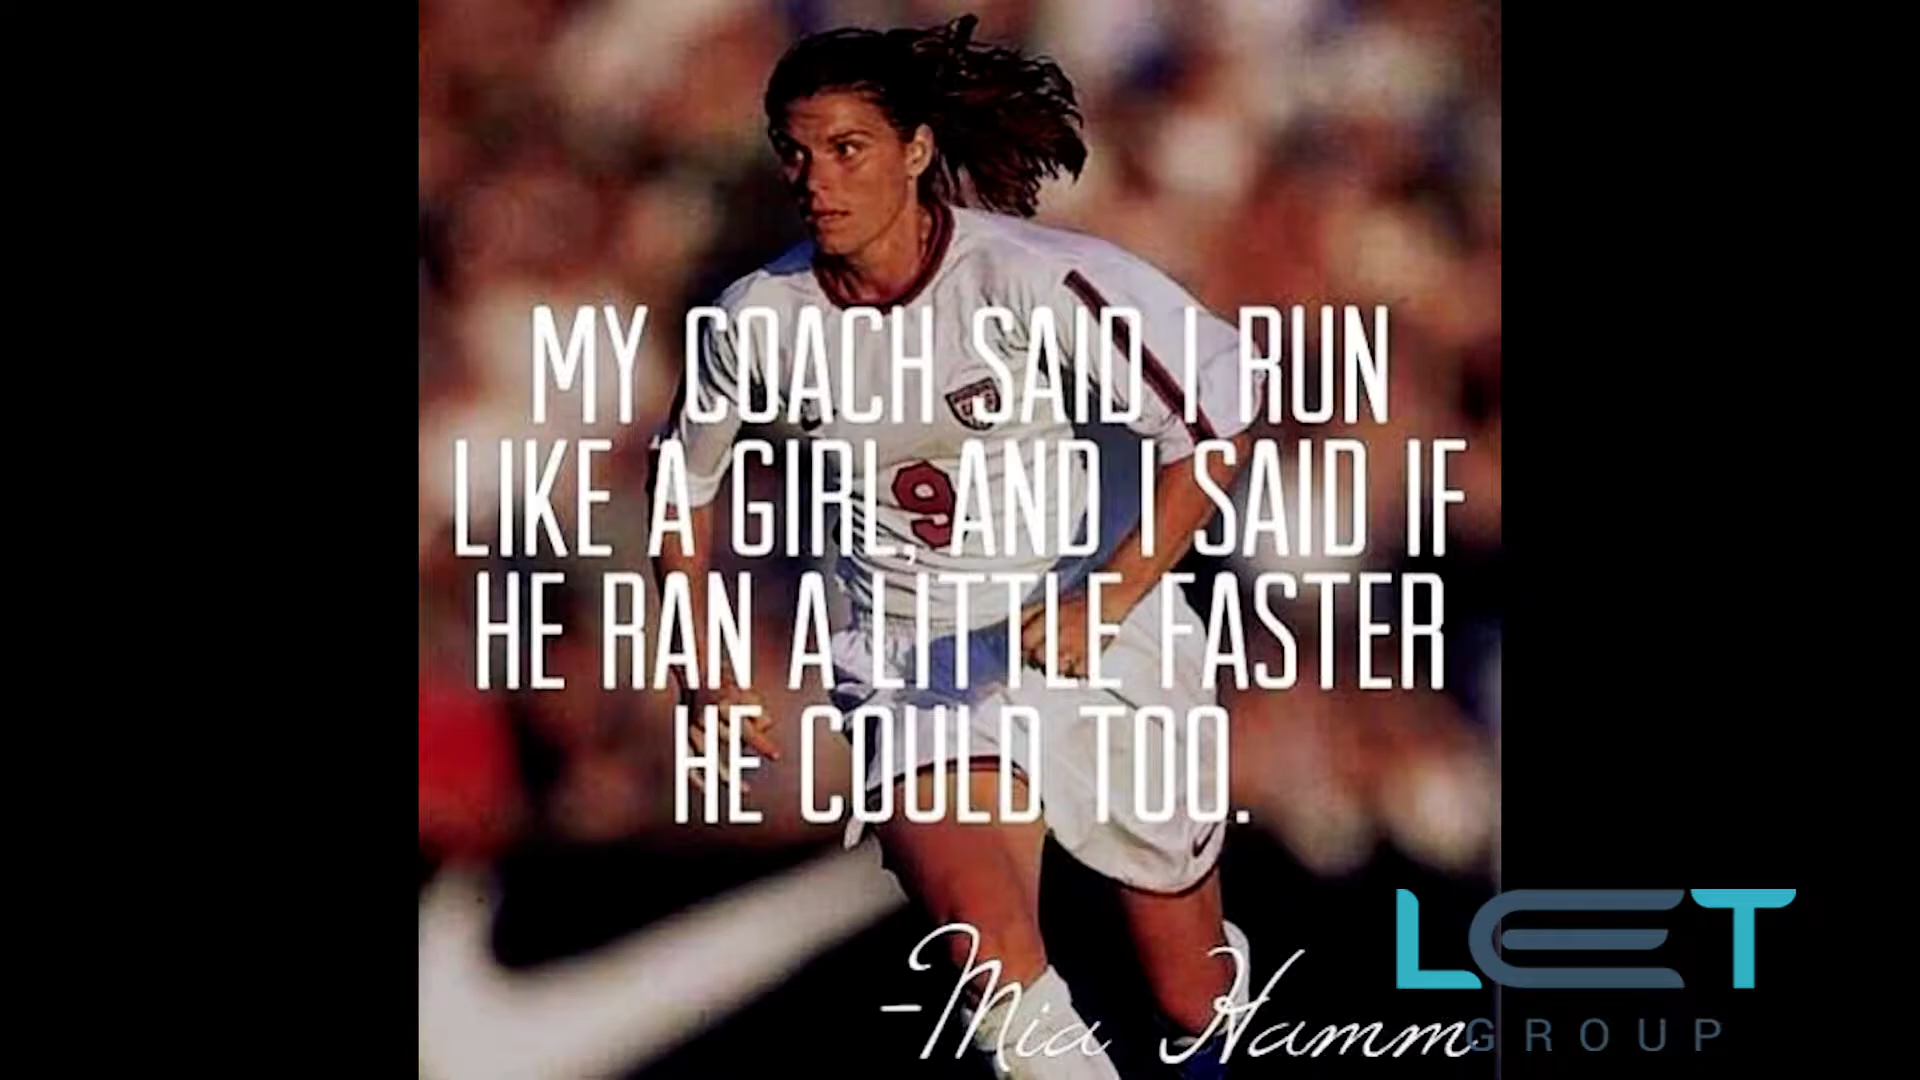 MY COACH SAID I RUN
LIKE A GIRL, AND I SAID IF
HE RAN A LITTLE FASTER
HE COULD TOO.
9
-Mia Hamm
LET
GROUP